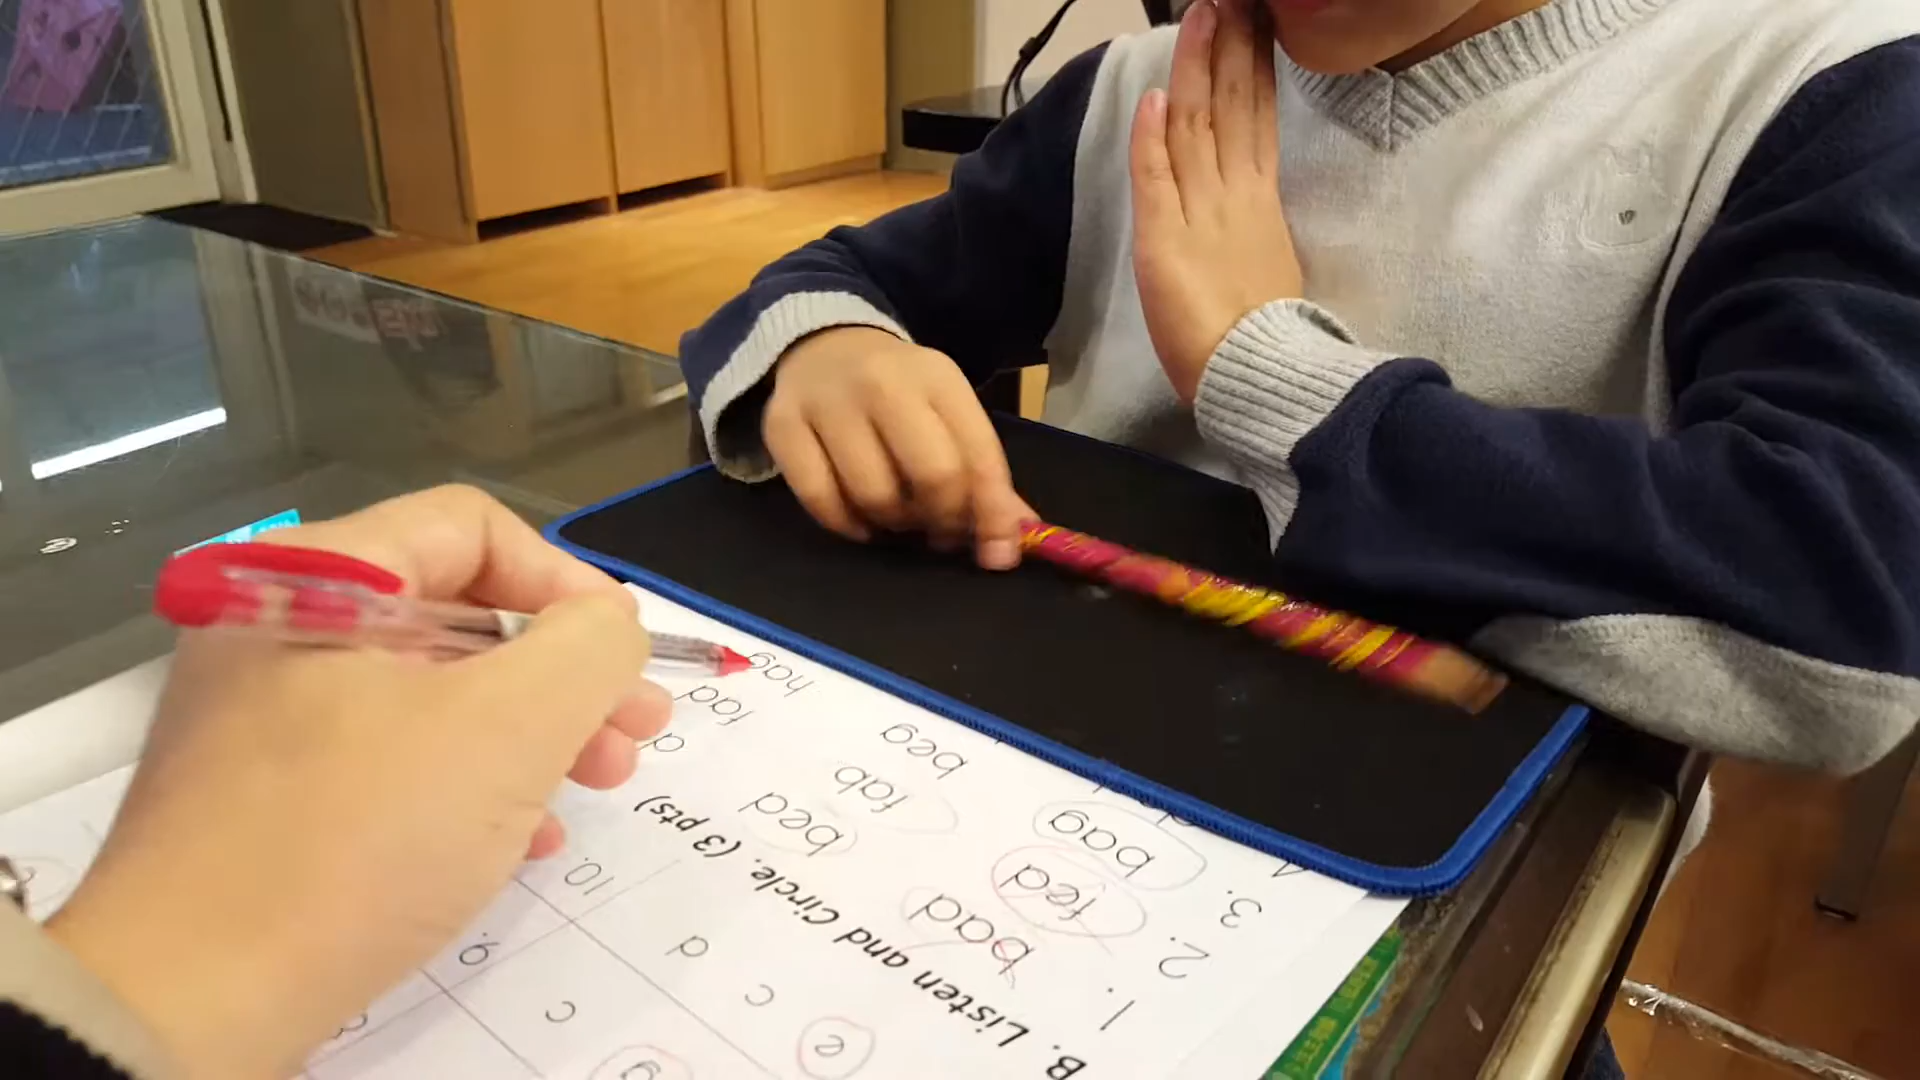 g c 9.
e c d 10.
B. Listen and Circle. (3 pts)
1. bad bed d
2. fed fab fad
3. bag beg hag